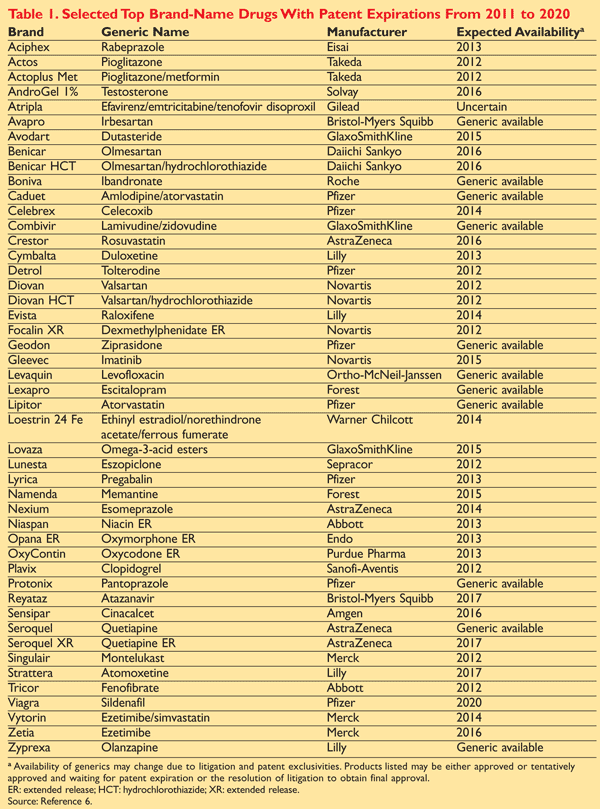 Table 1. Selected Top Brand-Name Drugs With Patent Expirations From 2011 to 2020
Brand Generic Name Manufacturer Expected Availabilityᵃ
Aciphex Rabeprazole Eisai 2013
Actos Pioglitazone Takeda 2012
Actoplus Met Pioglitazone/metformin Takeda 2012
AndroGel 1% Testosterone Solvay 2016
Atripla Efavirenz/emtricitabine/tenofovir disoproxil Gilead Uncertain
Avapro Irbesartan Bristol-Myers Squibb Generic available
Avodart Dutasteride GlaxoSmithKline 2015
Benicar Olmesartan Daiichi Sankyo 2016
Benicar HCT Olmesartan/hydrochlorothiazide Daiichi Sankyo 2016
Boniva Ibandronate Roche Generic available
Caduet Amlodipine/atorvastatin Pfizer Generic available
Celebrex Celecoxib Pfizer 2014
Combivir Lamivudine/zidovudine GlaxoSmithKline Generic available
Crestor Rosuvastatin AstraZeneca 2016
Cymbalta Duloxetine Lilly 2013
Detrol Tolterodine Pfizer 2012
Diovan Valsartan Novartis 2012
Diovan HCT Valsartan/hydrochlorothiazide Novartis 2012
Evista Raloxifene Lilly 2014
Focalin XR Dexmethylphenidate ER Novartis 2012
Geodon Ziprasidone Pfizer Generic available
Gleevec Imatinib Novartis 2015
Levaquin Levofloxacin Ortho-McNeil-Janssen Generic available
Lexapro Escitalopram Forest Generic available
Lipitor Atorvastatin Pfizer Generic available
Loestrin 24 Fe Ethinyl estradiol/norethindrone Warner Chilcott 2014
acetate/ferrous fumerate
Lovaza Omega-3-acid esters GlaxoSmithKline 2015
Lunesta Eszopiclone Sepracor 2012
Lyrica Pregabalin Pfizer 2013
Namenda Memantine Forest 2015
Nexium Esomeprazole AstraZeneca 2014
Niaspan Niacin ER Abbott 2013
Opana ER Oxymorphone ER Endo 2013
OxyContin Oxycodone ER Purdue Pharma 2013
Plavix Clopidogrel Sanofi-Aventis 2012
Protonix Pantoprazole Pfizer Generic available
Reyataz Atazanavir Bristol-Myers Squibb 2017
Sensipar Cinacalcet Amgen 2016
Seroquel Quetiapine AstraZeneca Generic available
Seroquel XR Quetiapine ER AstraZeneca 2017
Singulair Montelukast Merck 2012
Strattera Atomoxetine Lilly 2017
Tricor Fenofibrate Abbott 2012
Viagra Sildenafil Pfizer 2020
Vytorin Ezetimibe/simvastatin Merck 2014
Zetia Ezetimibe Merck 2016
Zyprexa Olanzapine Lilly Generic available
ᵃ Availability of generics may change due to litigation and patent exclusivities. Products listed may be either approved or tentatively
approved and waiting for patent expiration or the resolution of litigation to obtain final approval.
ER: extended release; HCT: hydrochlorothiazide; XR: extended release.
Source: Reference 6.